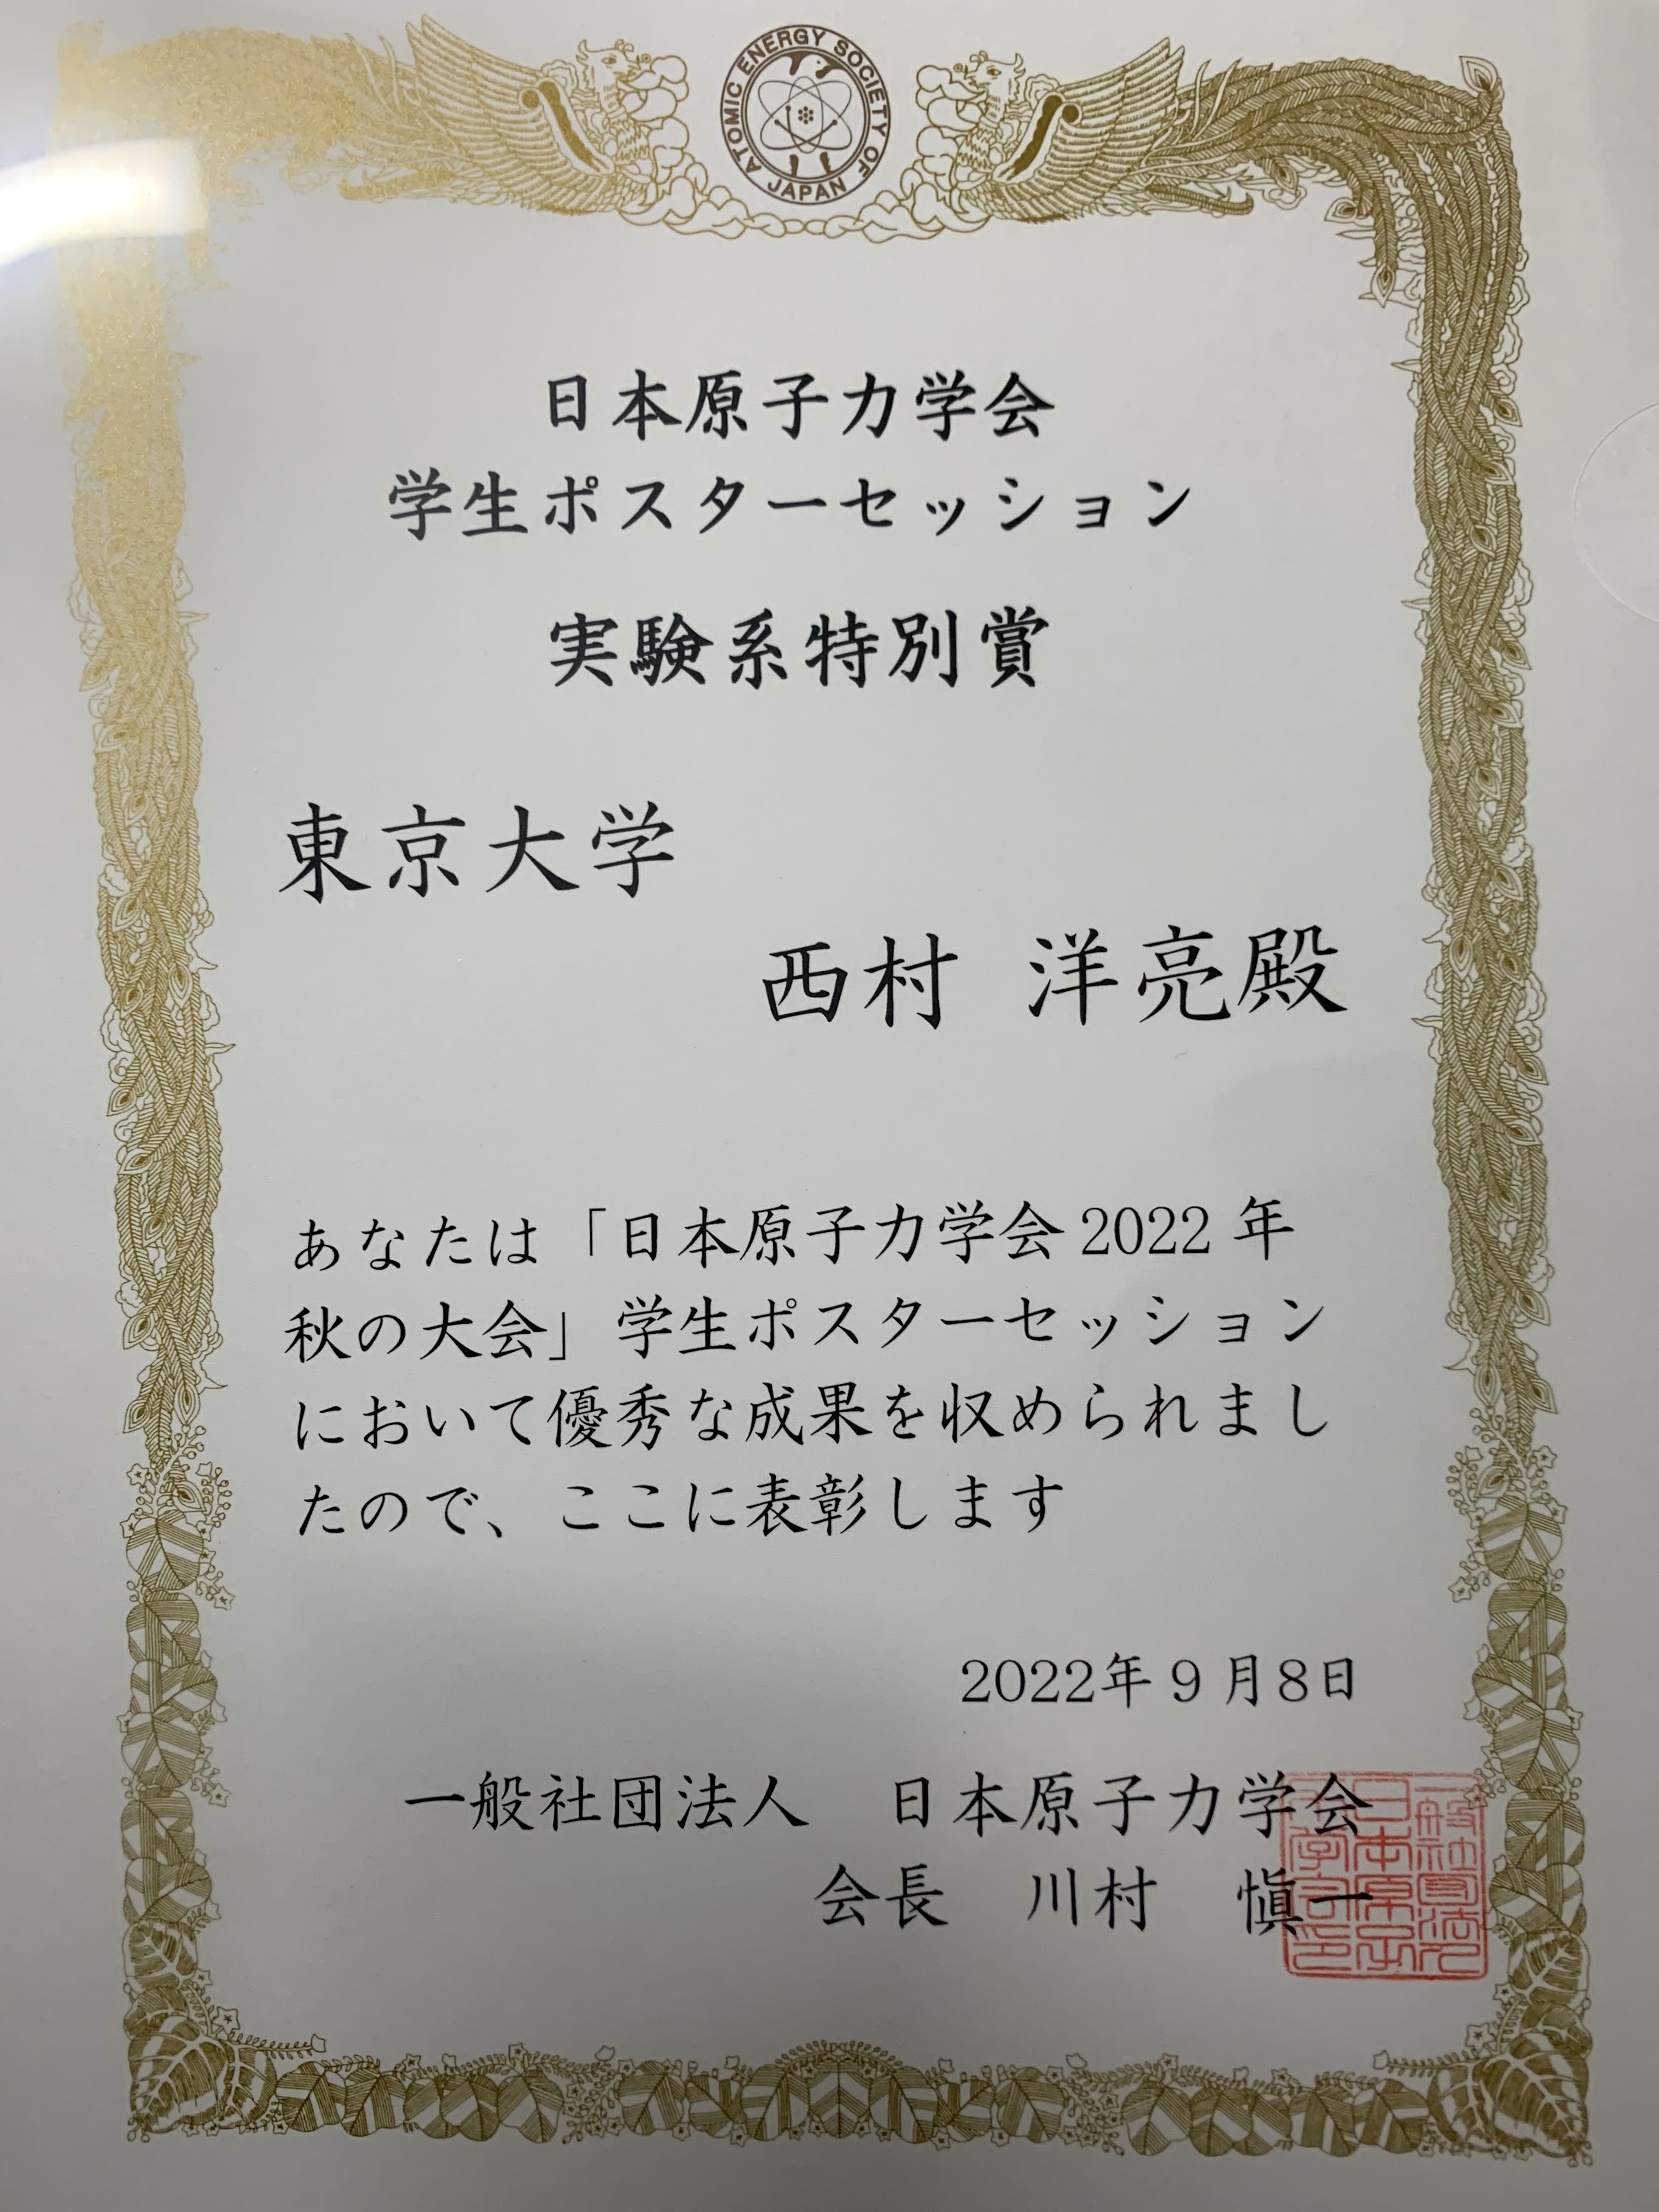 ATOMIC ENERGY SOCIETY OF JAPAN
日本原子力学会
学生ポスターセッション
実験系特別賞
東京大学
西村 洋亮殿
あなたは「日本原子力学会2022年
秋の大会」学生ポスターセッション
において優秀な成果を収められまし
たので、ここに表彰します
2022年9月8日
一般社団法人 日本原子力学会
会長 川村 愼一